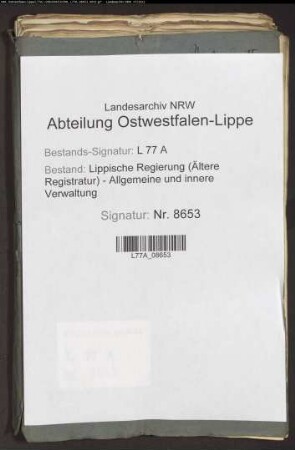 Landesarchiv NRW
Abteilung Ostwestfalen-Lippe
Bestands-Signatur: L 77 A
Bestand: Lippische Regierung (Ältere
Registratur) - Allgemeine und innere
Verwaltung
Signatur: Nr. 8653
L77A_08653